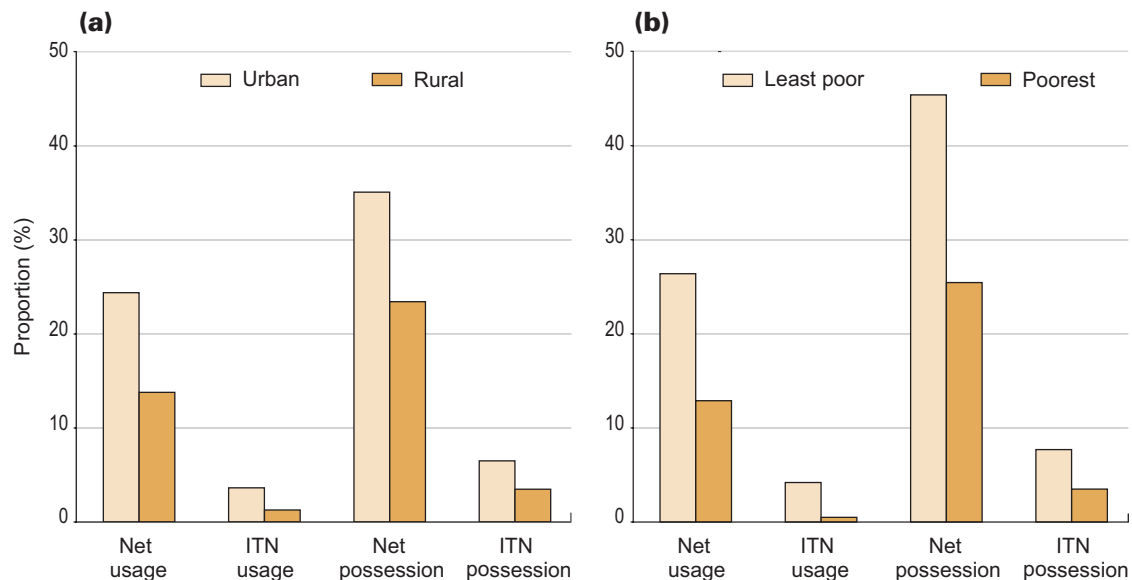 (a)
Urban
Rural
Proportion (%)
50
40
30
20
10
0
Net usage
ITN usage
Net possession
ITN possession
(b)
Least poor
Poorest
50
40
30
20
10
0
Net usage
ITN usage
Net possession
ITN possession